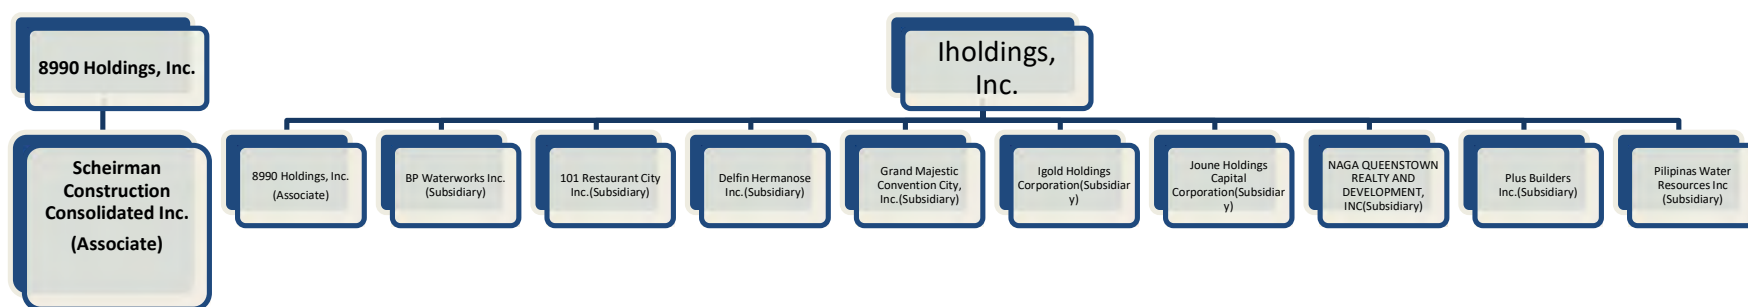 8990 Holdings, Inc.
Iholdings,
Inc.
Scheirman
Construction
Consolidated Inc.
(Associate)
8990 Holdings, Inc.
(Associate)
BP Waterworks Inc.
(Subsidiary)
101 Restaurant City
Inc.(Subsidiary)
Delfin Hermanose
Inc.(Subsidiary)
Grand Majestic
Convention City,
Inc.(Subsidiary)
Igold Holdings
Corporation(Subsidiar
y)
Joune Holdings
Capital
Corporation(Subsidiar
y)
NAGA QUEENSTOWN
REALTY AND
DEVELOPMENT,
INC(Subsidiary)
Plus Builders
Inc.(Subsidiary)
Pilipinas Water
Resources Inc
(Subsidiary)